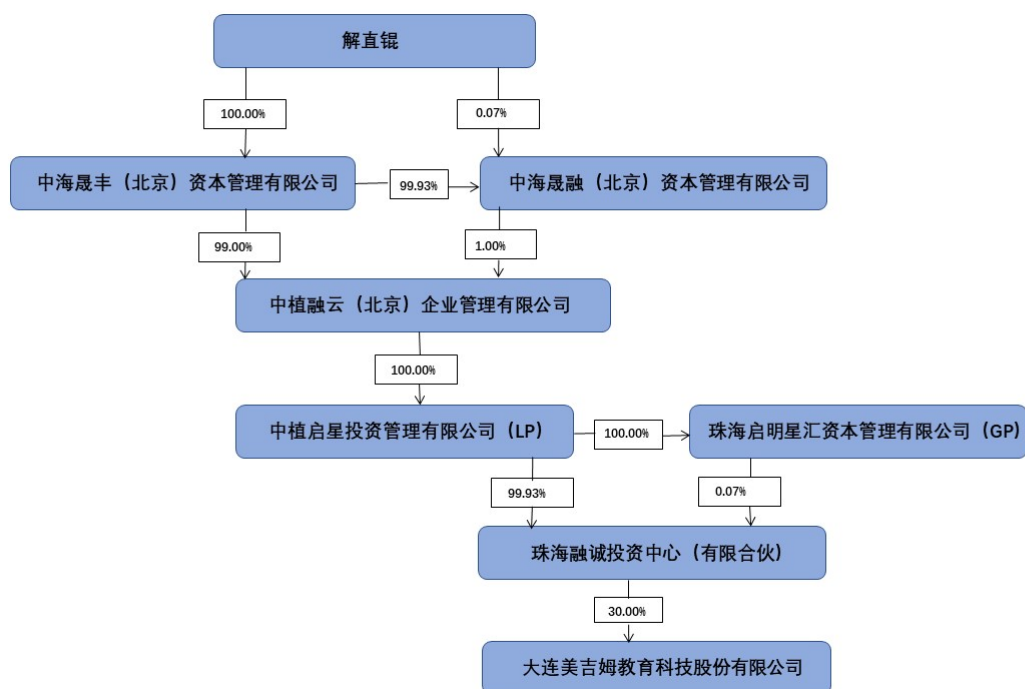 解直锟
100.00%
0.07%
中海晟丰（北京）资本管理有限公司
99.93%
中海晟融（北京）资本管理有限公司
99.00%
1.00%
中植融云（北京）企业管理有限公司
100.00%
中植启星投资管理有限公司（LP）
100.00%
珠海启明星汇资本管理有限公司（GP）
99.93%
0.07%
珠海融诚投资中心（有限合伙）
30.00%
大连美吉姆教育科技股份有限公司